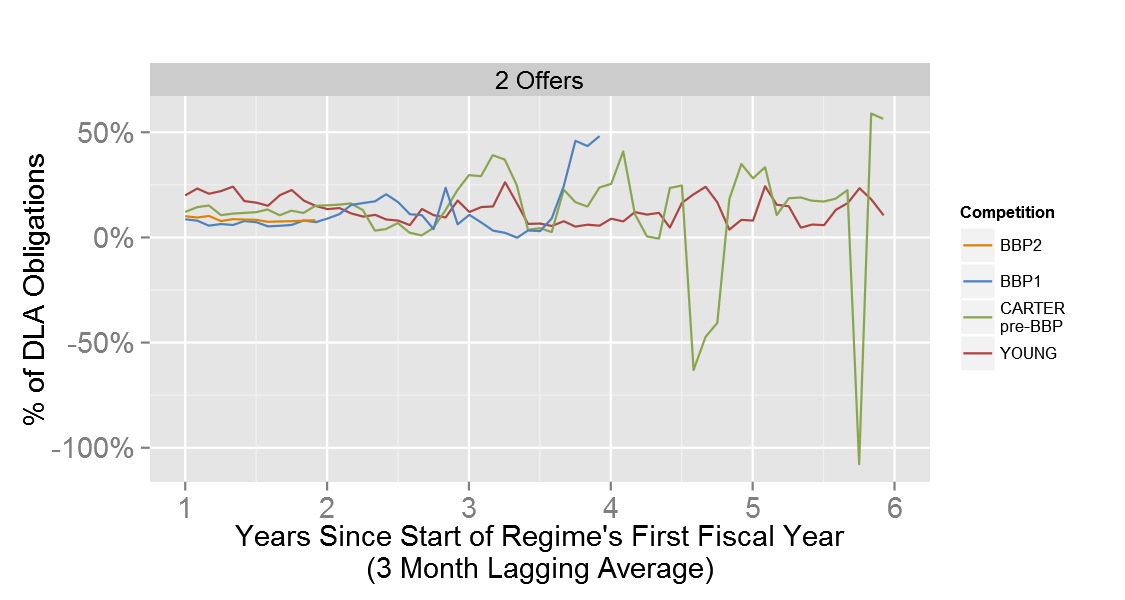 2 Offers
50%
0%
-50%
-100%
% of DLA Obligations
1 2 3 4 5 6
Years Since Start of Regime's First Fiscal Year
(3 Month Lagging Average)
Competition
BBP2
BBP1
CARTER
pre-BBP
YOUNG